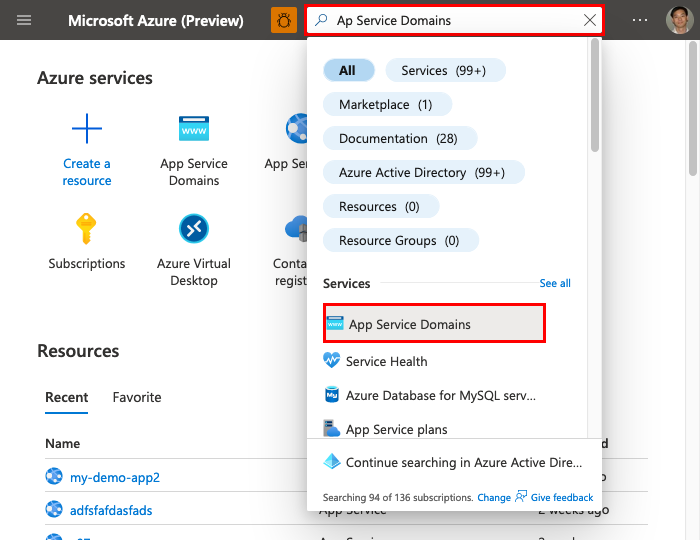 Microsoft Azure (Preview)
Ap Service Domains
Azure services
Create a
resource
App Service
Domains
App Ser
Subscriptions
Azure Virtual
Desktop
Conta
regist
All
Services (99+)
Marketplace (1)
Documentation (28)
Azure Active Directory (99+)
Resources (0)
Resource Groups (0)
Services
See all
www
App Service Domains
Service Health
My
Azure Database for MySQL serv...
App Service plans
Continue searching in Azure Active Dire...
Searching 94 of 136 subscriptions. Change
Give feedback
Resources
Recent
Favorite
Name
my-demo-app2
adfsfafdasfads
App Service
2 weeks ago